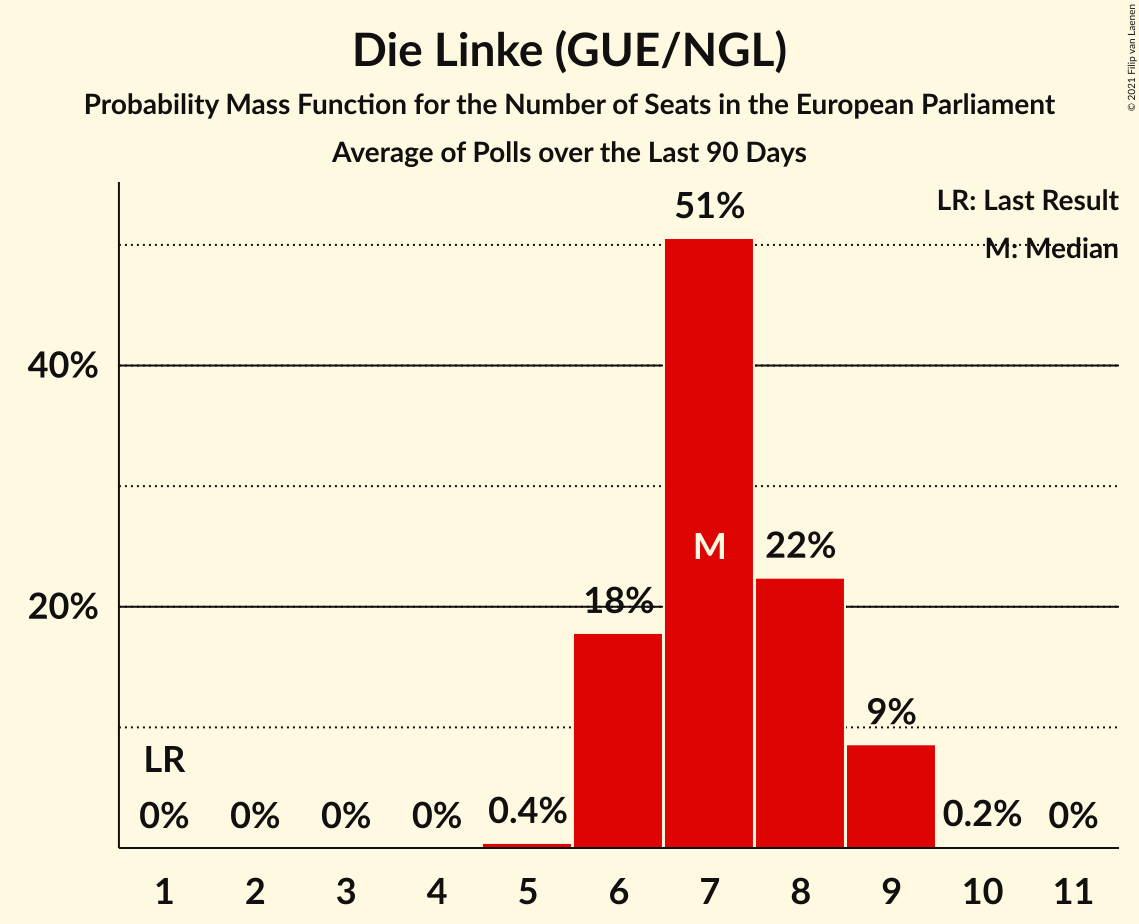 Die Linke (GUE/NGL)
Probability Mass Function for the Number of Seats in the European Parliament
Average of Polls over the Last 90 Days
© 2021 Filip van Laenen
LR: Last Result
M: Median
51%
40%
M
22%
20%
18%
9%
LR
0%
0%
0%
0%
0.4%
0.2%
0%
1 2 3 4 5 6 7 8 9 10 11